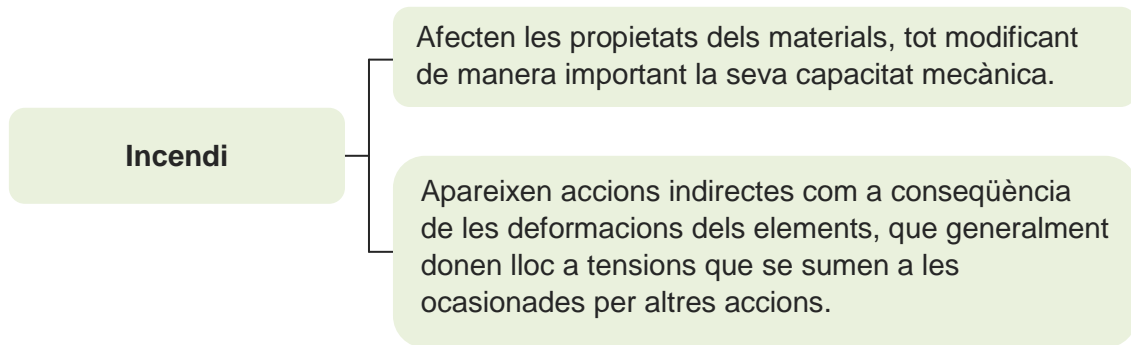 Incendi
Afecten les propietats dels materials, tot modificant
de manera important la seva capacitat mecànica.
Apareixen accions indirectes com a conseqüència
de les deformacions dels elements, que generalment
donen lloc a tensions que se sumen a les
ocasionades per altres accions.